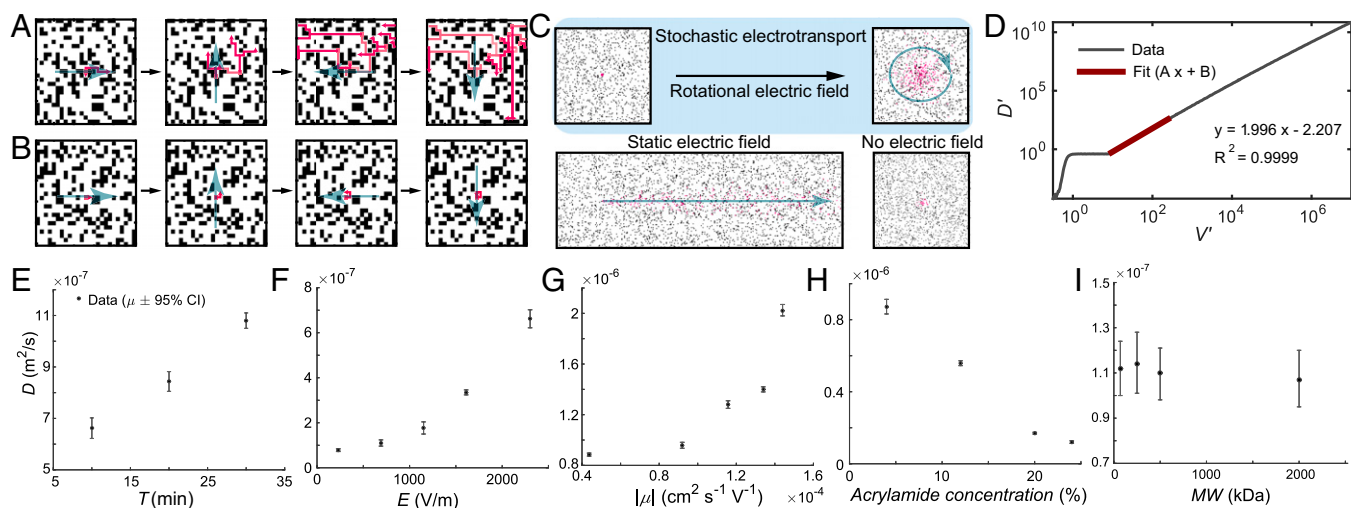 A
B
C
Stochastic electrotransport
Rotational electric field
Static electric field
No electric field
D
10^10
10^5
10^0
D'
Data
Fit (A x + B)
y = 1.996 x - 2.207
R^2 = 0.9999
10^0 10^2 10^4 10^6
V'
E
×10^-7
Data (μ ± 95% CI)
11
9
7
5
D (m^2/s)
5 15 25 35
T (min)
F
×10^-7
8
6
4
2
0
0 1000 2000
E (V/m)
G
×10^-6
2.2
1.8
1.4
1.0
0.8
0.4 0.8 1.2 1.6
×10^-4
|μ| (cm^2 s^-1 V^-1)
H
×10^-6
0.8
0.4
0
0 10 20
Acrylamide concentration (%)
I
×10^-7
1.5
1.3
1.1
0.9
0.7
0 1000 2000
MW (kDa)